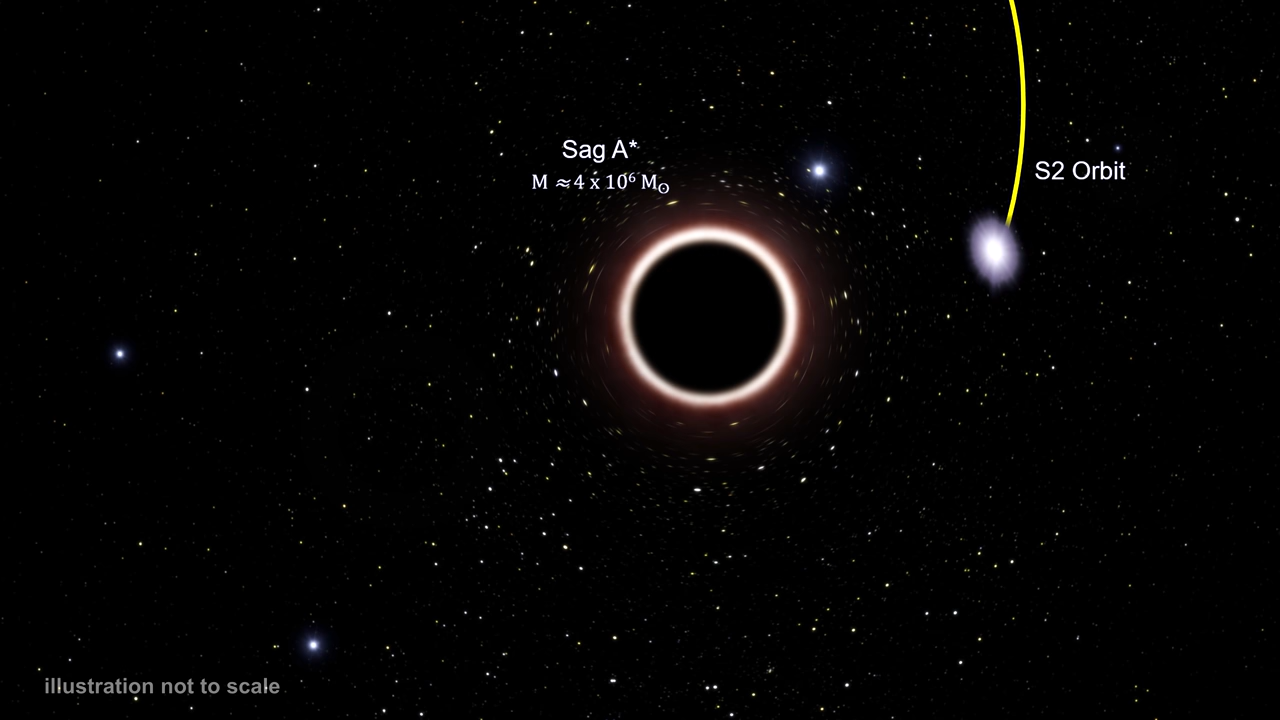 Sag A*
M ≈ 4 x 10⁶ M⊙
S2 Orbit
illustration not to scale